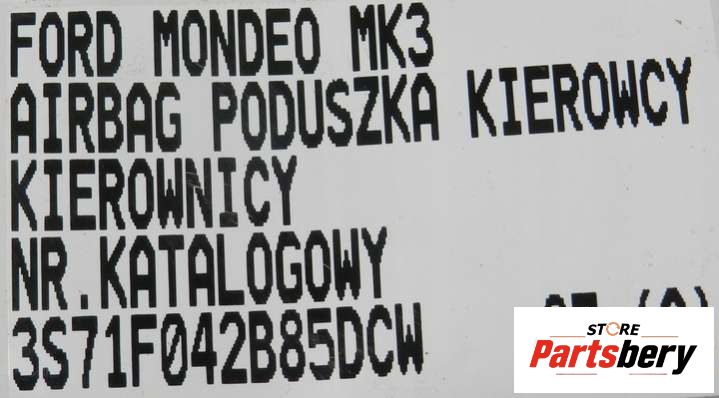 FORD MONDEO MK3
AIRBAG PODUSZKA KIEROWCY
KIEROWNICY
NR.KATALOGOWY
3S71F042B85DCW
STORE
Partsbery